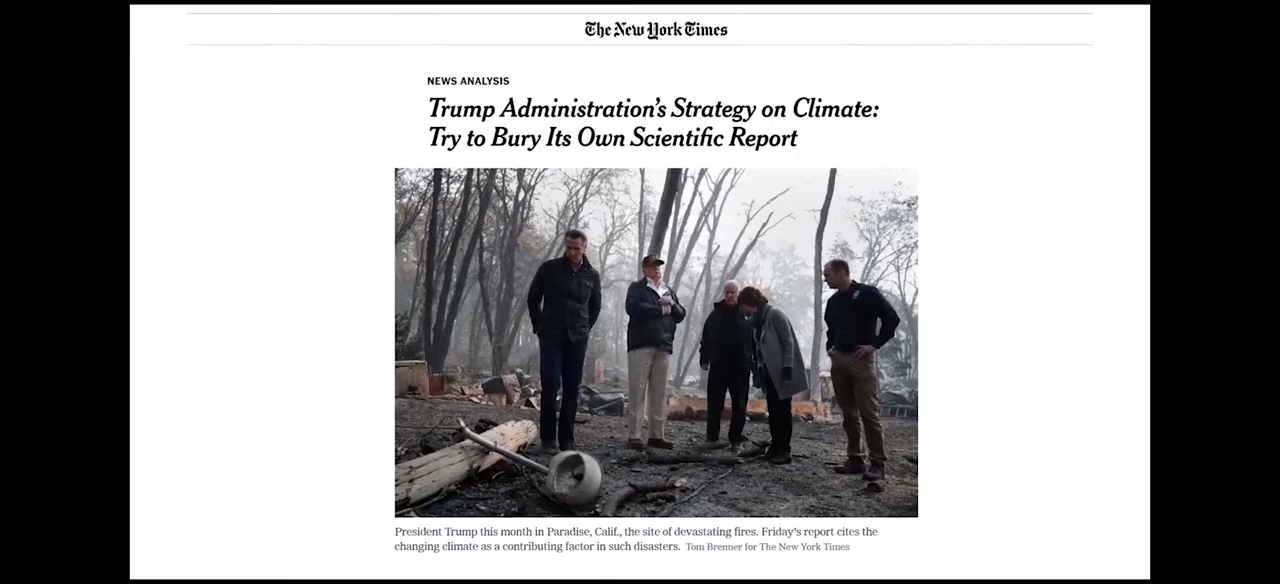 The New York Times
NEWS ANALYSIS
Trump Administration's Strategy on Climate:
Try to Bury Its Own Scientific Report
President Trump this month in Paradise, Calif., the site of devastating fires. Friday's report cites the
changing climate as a contributing factor in such disasters. Tom Brenner for The New York Times